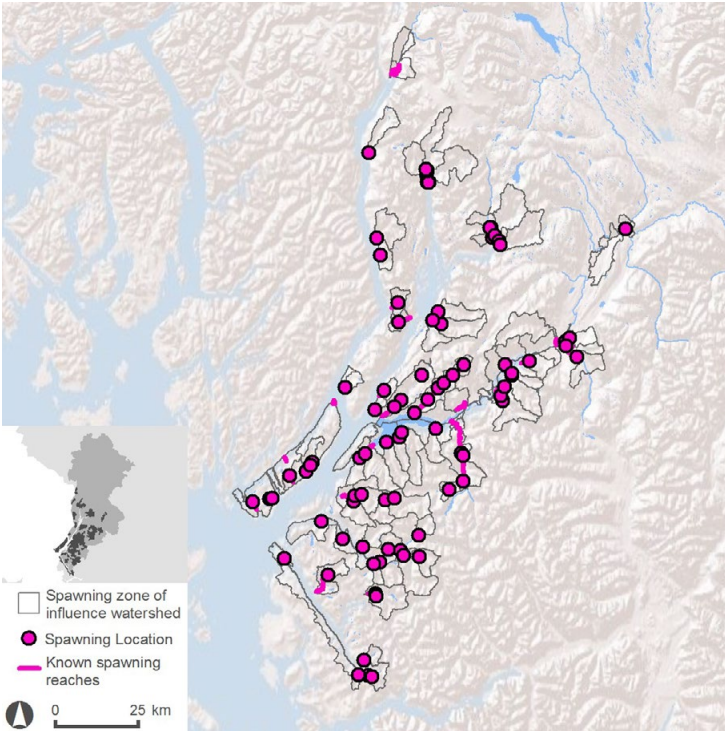 Spawning zone of
influence watershed
Spawning Location
Known spawning
reaches
0 25 km